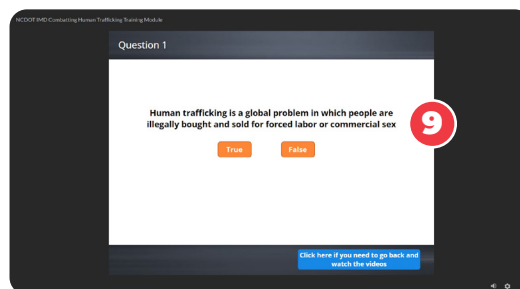 NCDOT IMD Combatting Human Trafficking Training Module
Question 1
Human trafficking is a global problem in which people are
illegally bought and sold for forced labor or commercial sex
9
True False
Click here if you need to go back and
watch the videos